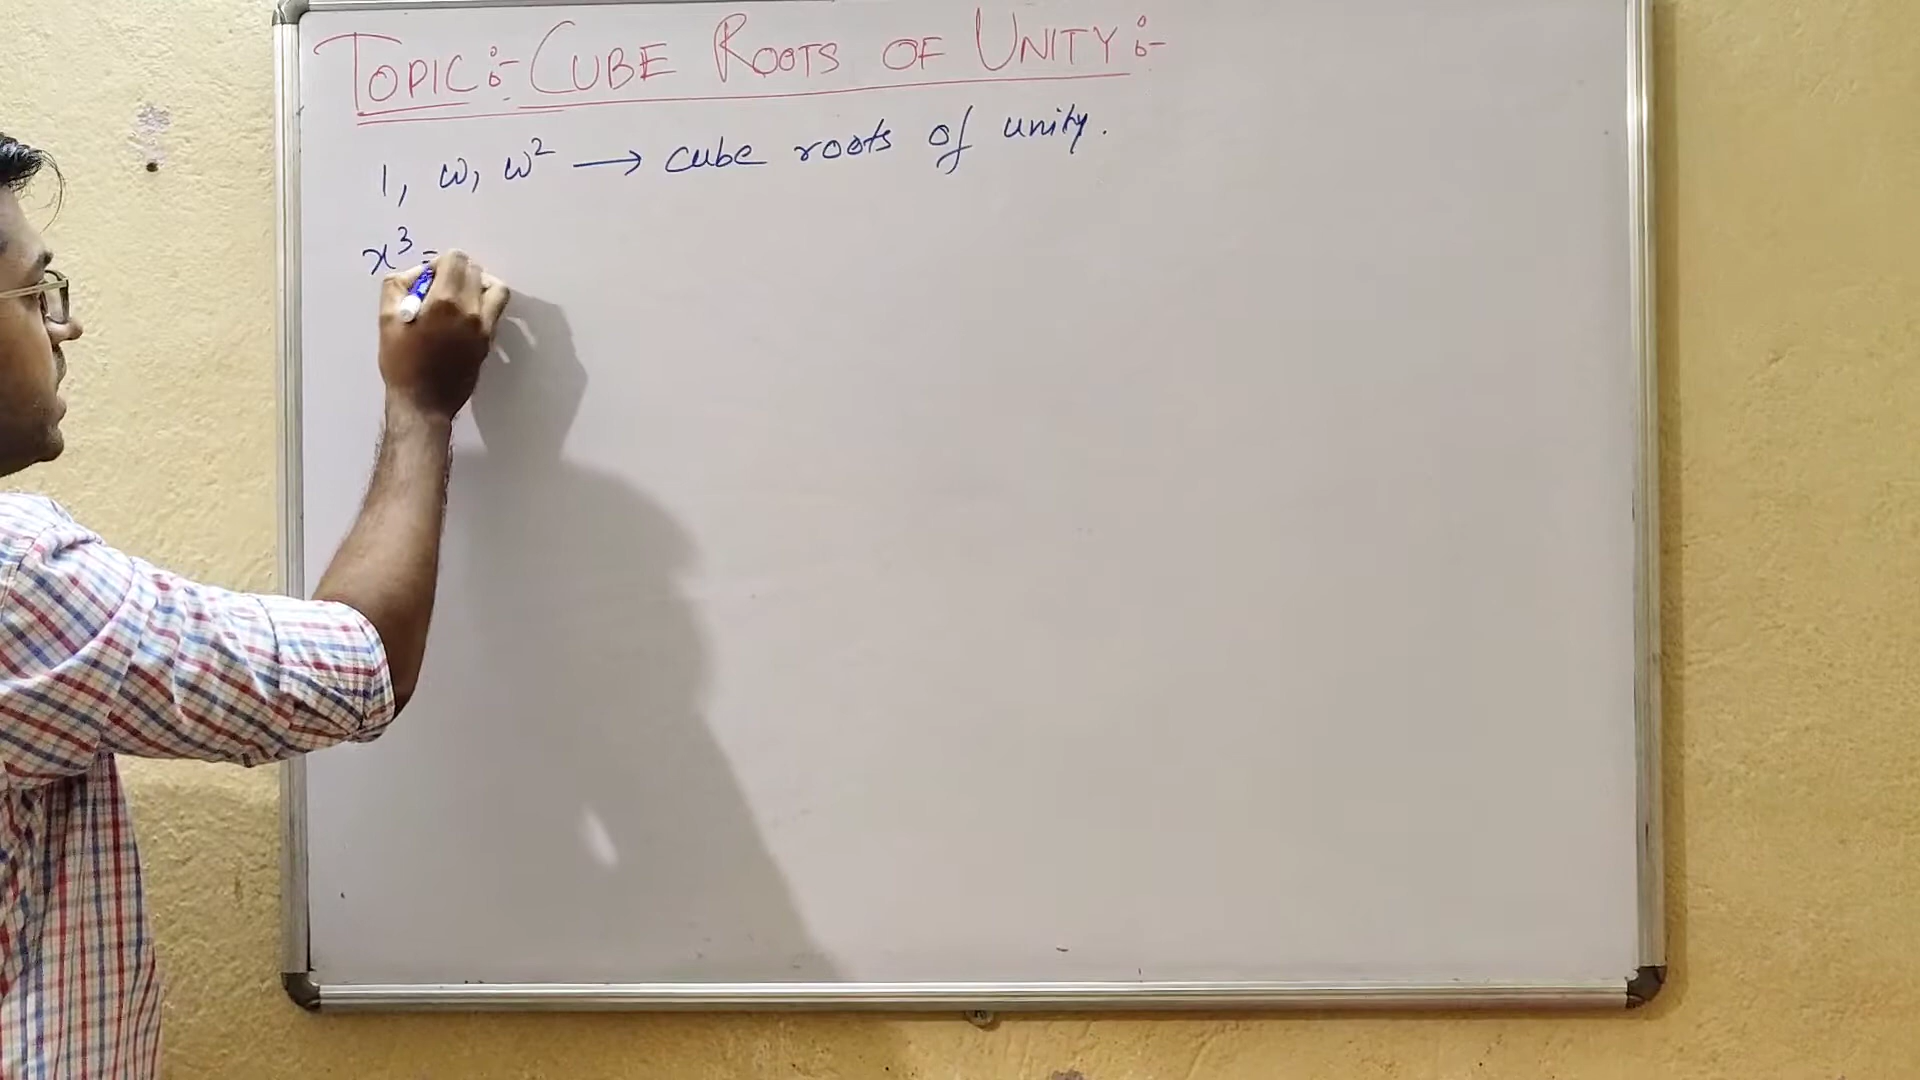 TOPIC:- CUBE ROOTS OF UNITY:-
1, ω, ω² → cube roots of unity.
x³ =